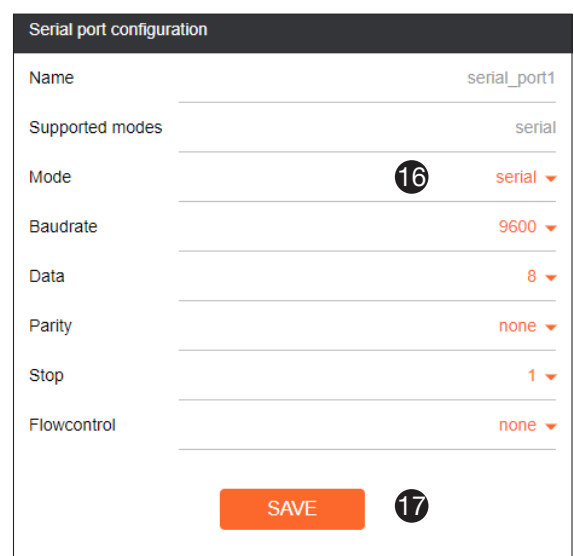 Serial port configuration
Name serial_port1
Supported modes serial
Mode 16 serial
Baudrate 9600
Data 8
Parity none
Stop 1
Flowcontrol none
SAVE 17